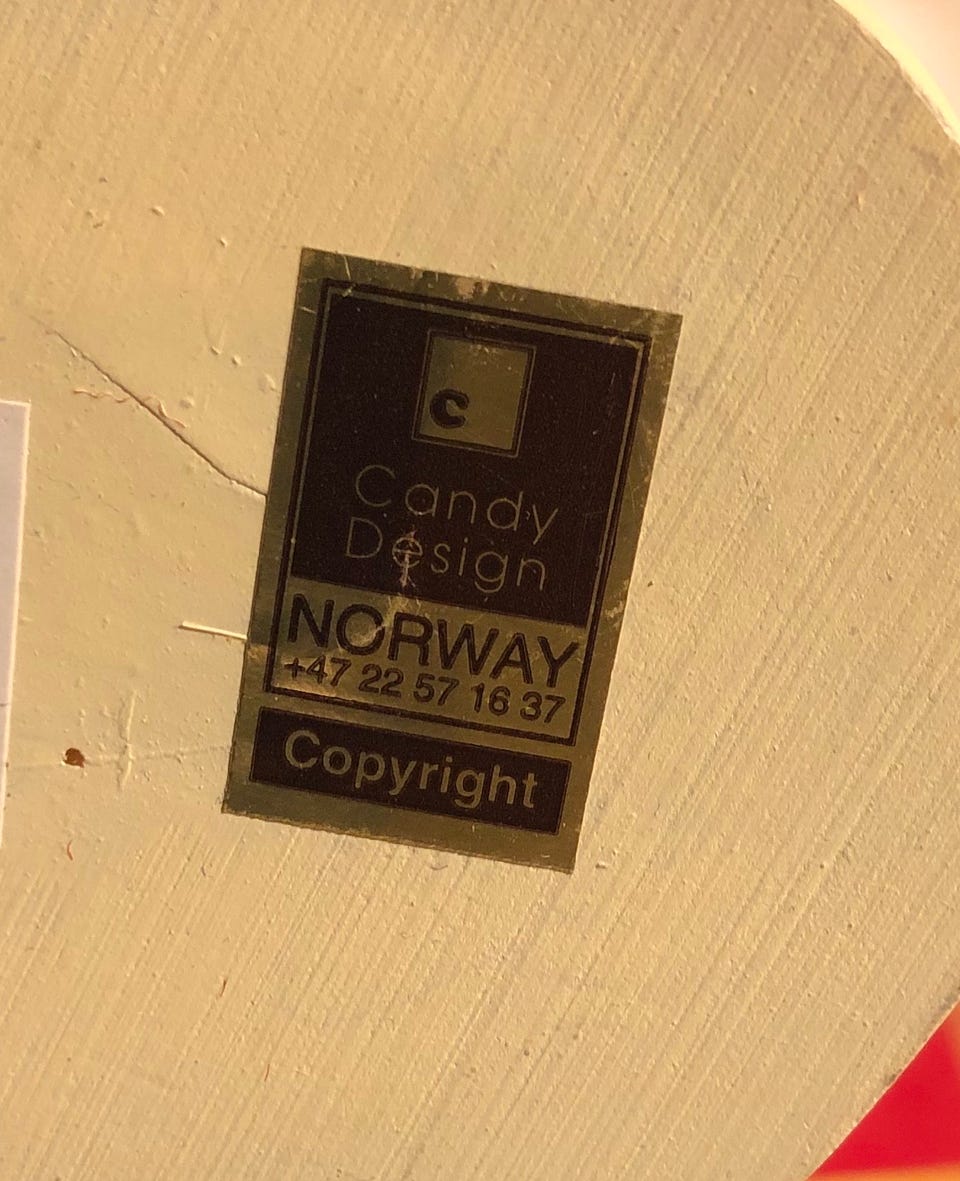 c
Candy
Design
NORWAY
+47 22 57 16 37
Copyright